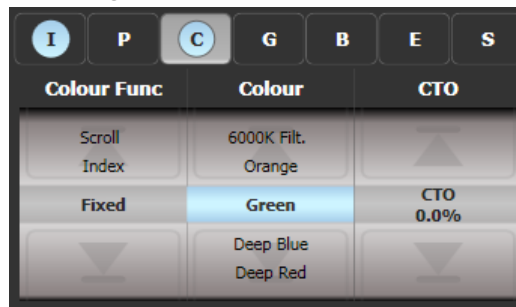 I P C G B E S
Colour Func Colour CTO
Scroll 6000K Filt.
Index Orange
Fixed Green CTO
0.0%
Deep Blue
Deep Red